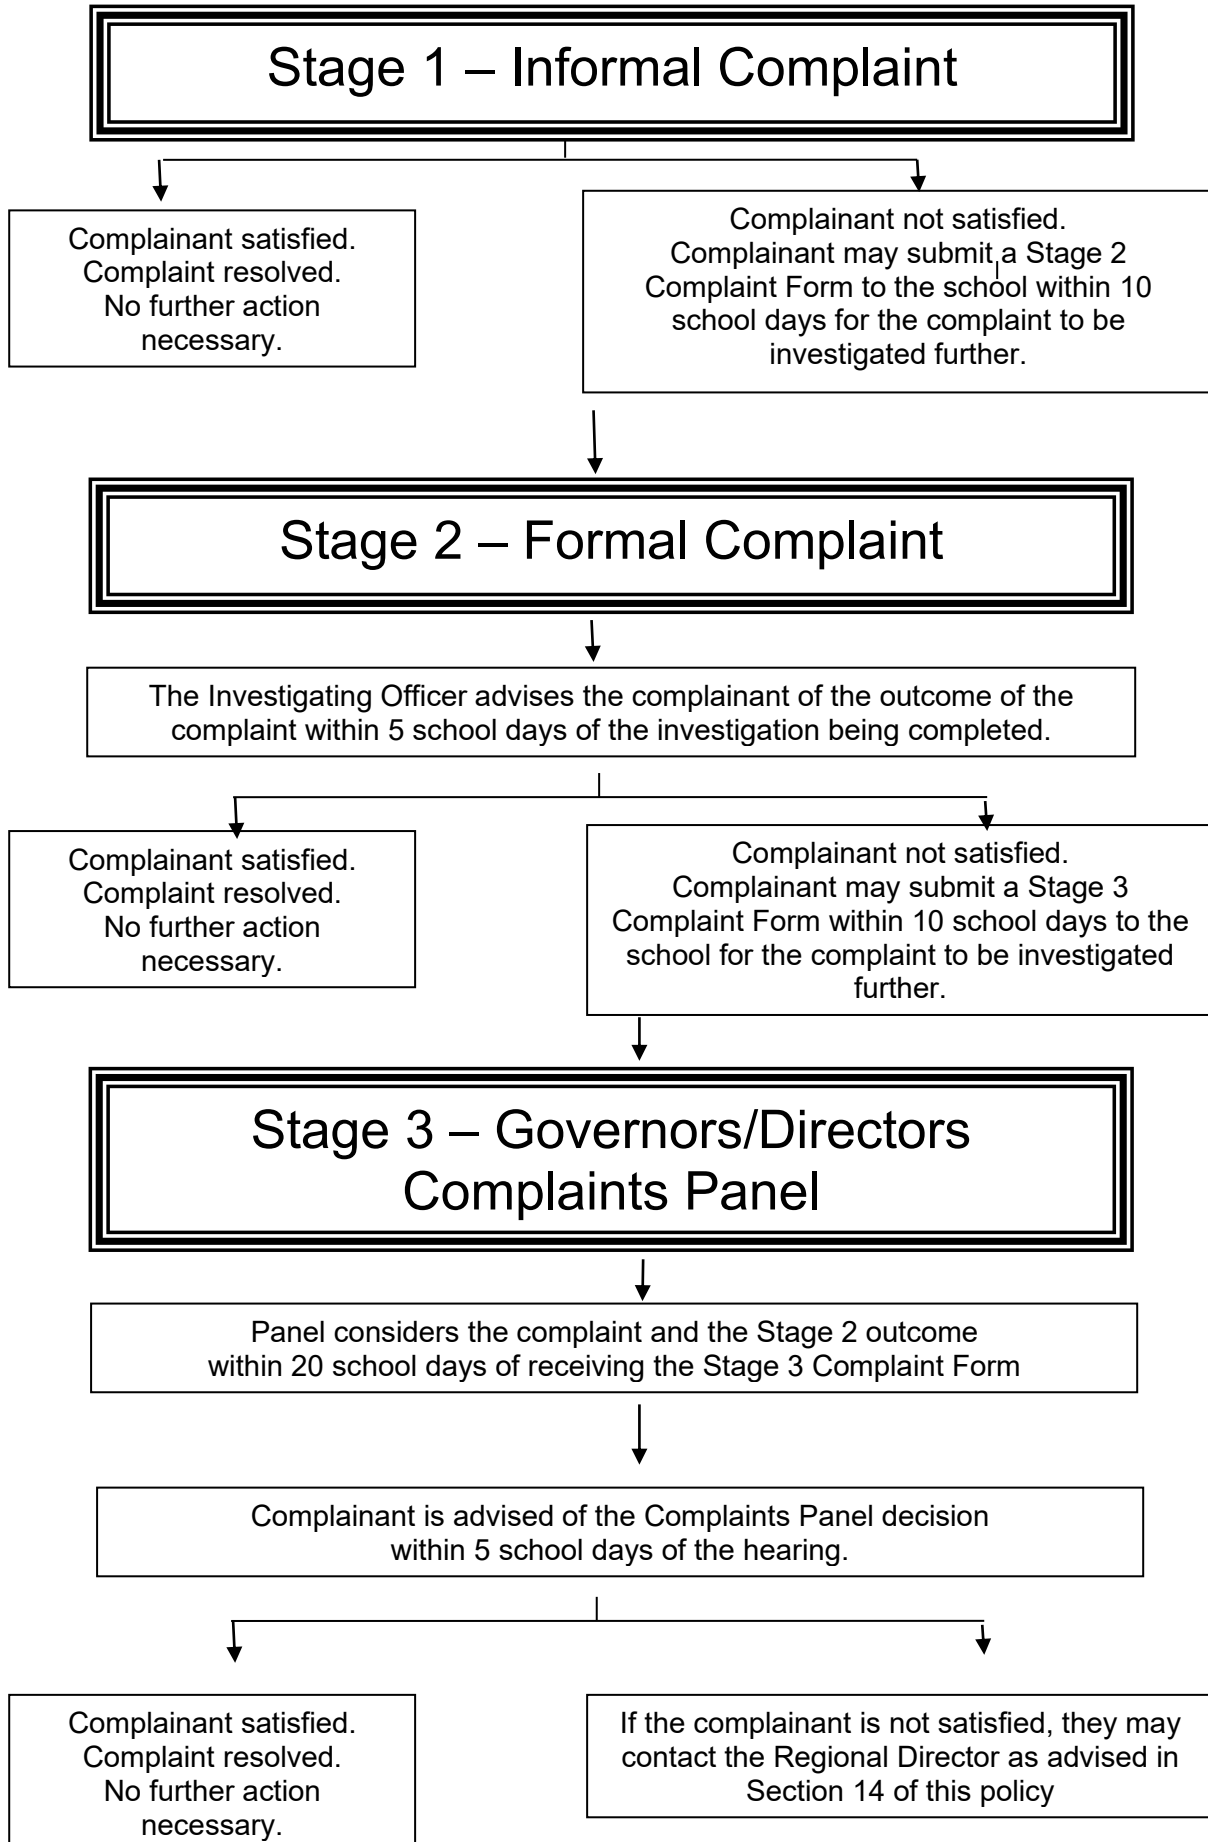 Stage 1 – Informal Complaint
Complainant satisfied.
Complaint resolved.
No further action
necessary.
Complainant not satisfied.
Complainant may submit a Stage 2
Complaint Form to the school within 10
school days for the complaint to be
investigated further.
Stage 2 – Formal Complaint
The Investigating Officer advises the complainant of the outcome of the
complaint within 5 school days of the investigation being completed.
Complainant satisfied.
Complaint resolved.
No further action
necessary.
Complainant not satisfied.
Complainant may submit a Stage 3
Complaint Form within 10 school days to the
school for the complaint to be investigated
further.
Stage 3 – Governors/Directors
Complaints Panel
Panel considers the complaint and the Stage 2 outcome
within 20 school days of receiving the Stage 3 Complaint Form
Complainant is advised of the Complaints Panel decision
within 5 school days of the hearing.
Complainant satisfied.
Complaint resolved.
No further action
necessary.
If the complainant is not satisfied, they may
contact the Regional Director as advised in
Section 14 of this policy